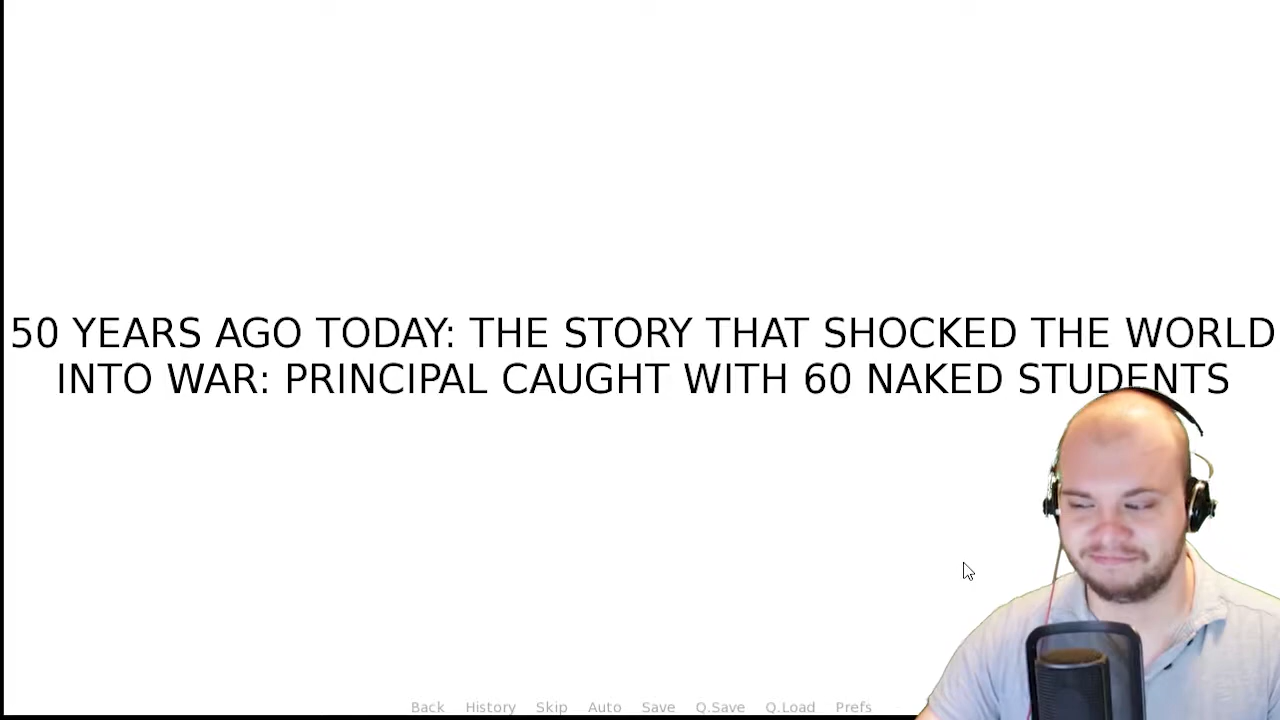 50 YEARS AGO TODAY: THE STORY THAT SHOCKED THE WORLD
INTO WAR: PRINCIPAL CAUGHT WITH 60 NAKED STUDENTS
Back History Skip Auto Save Q.Save Q.Load Prefs